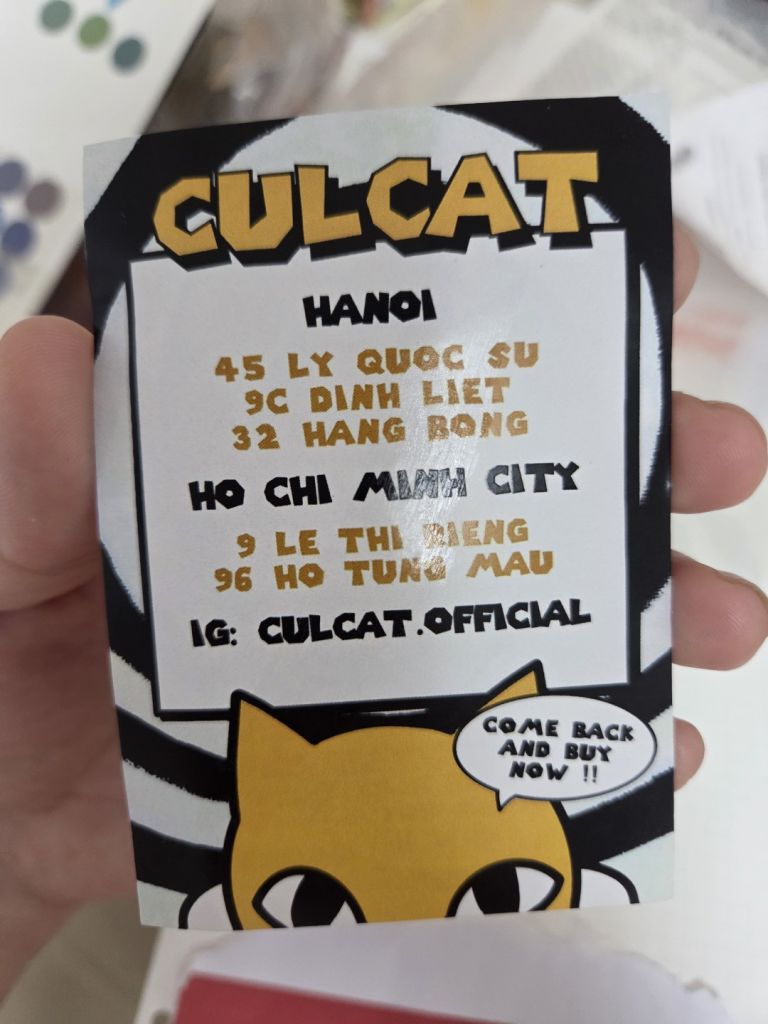 CULCAT
HANOI
45 LY QUOC SU
9C DINH LIET
32 HANG BONG
HO CHI MINH CITY
9 LE THI RIENG
96 HO TUNG MAU
IG: CULCAT.OFFICIAL
COME BACK
AND BUY
NOW !!